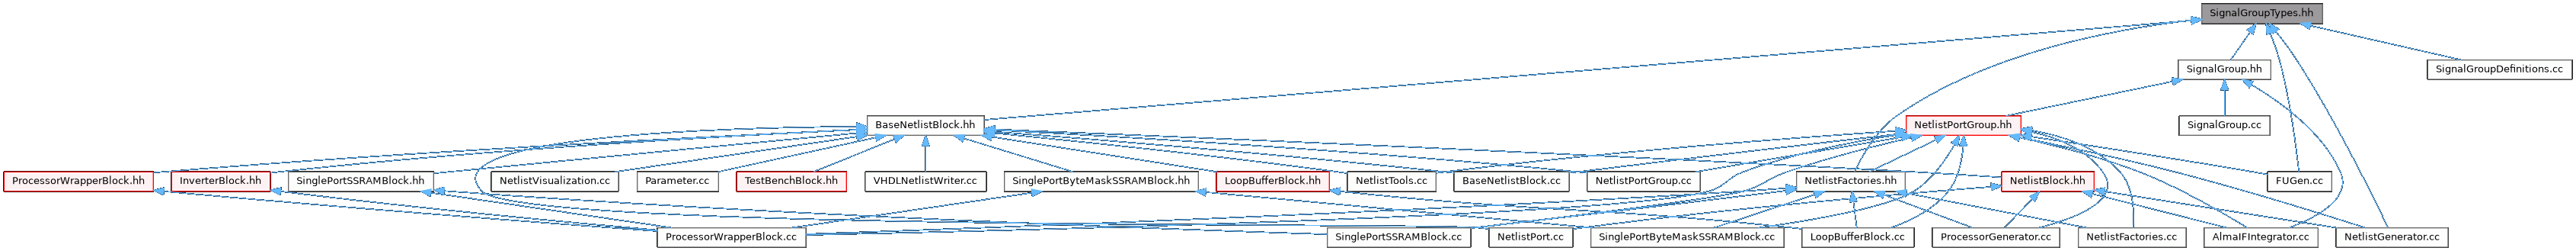 SignalGroupTypes.hh
SignalGroup.hh
SignalGroupDefinitions.cc
BaseNetlistBlock.hh
NetlistPortGroup.hh
SignalGroup.cc
ProcessorWrapperBlock.hh
InverterBlock.hh
SinglePortSSRAMBlock.hh
NetlistVisualization.cc
Parameter.cc
TestBenchBlock.hh
VHDLNetlistWriter.cc
SinglePortByteMaskSSRAMBlock.hh
LoopBufferBlock.hh
NetlistTools.cc
BaseNetlistBlock.cc
NetlistPortGroup.cc
NetlistFactories.hh
NetlistBlock.hh
FUGen.cc
ProcessorWrapperBlock.cc
SinglePortSSRAMBlock.cc
NetlistPort.cc
SinglePortByteMaskSSRAMBlock.cc
LoopBufferBlock.cc
ProcessorGenerator.cc
NetlistFactories.cc
AlmaIFIntegrator.cc
NetlistGenerator.cc